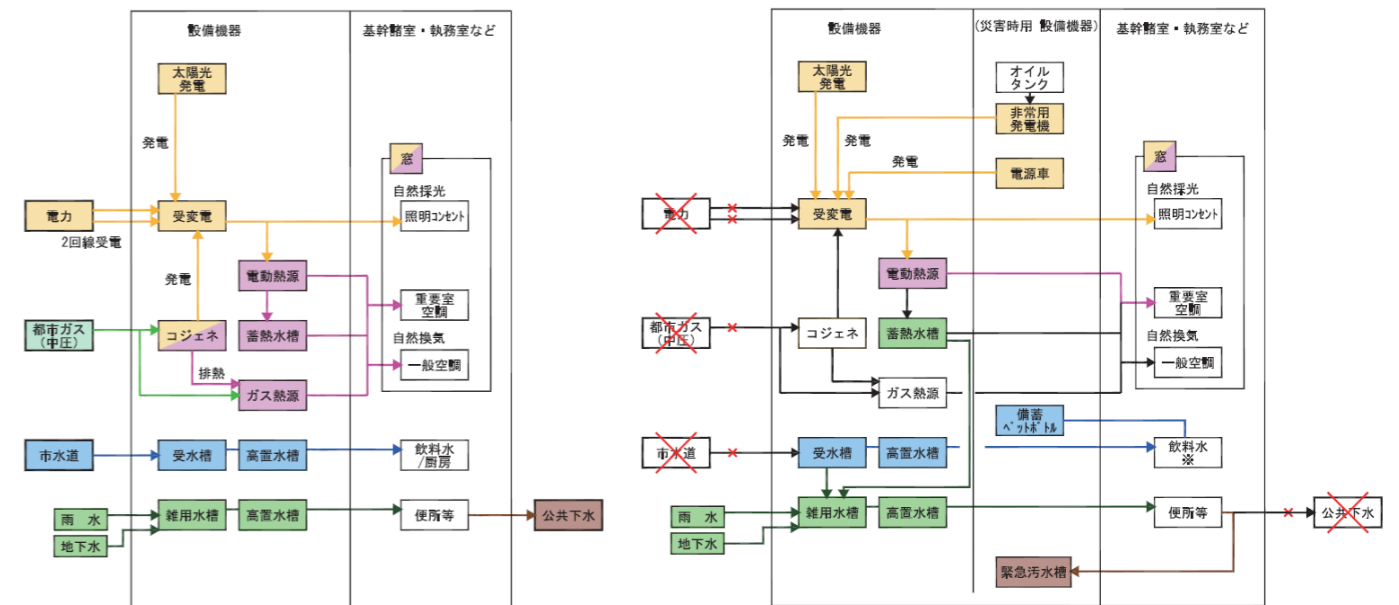 設備機器
基幹諸室・執務室など
太陽光
発電
発電
窓
自然採光
電力
受変電
照明コンセント
2回線受電
発電
電動熱源
重要室
空調
都市ガス
(中圧)
コジェネ
蓄熱水槽
自然換気
一般空調
排熱
ガス熱源
市水道
受水槽
高置水槽
飲料水
/厨房
雨 水
雑用水槽
高置水槽
便所等
公共下水
地下水
設備機器
(災害時用 設備機器)
基幹諸室・執務室など
太陽光
発電
オイル
タンク
非常用
発電機
発電
発電
発電
電源車
窓
自然採光
電力
受変電
照明コンセント
電動熱源
重要室
空調
都市ガス
(中圧)
コジェネ
蓄熱水槽
自然換気
一般空調
ガス熱源
備蓄
ペットボトル
市水道
受水槽
高置水槽
飲料水
※
雨 水
雑用水槽
高置水槽
便所等
公共下水
地下水
緊急汚水槽